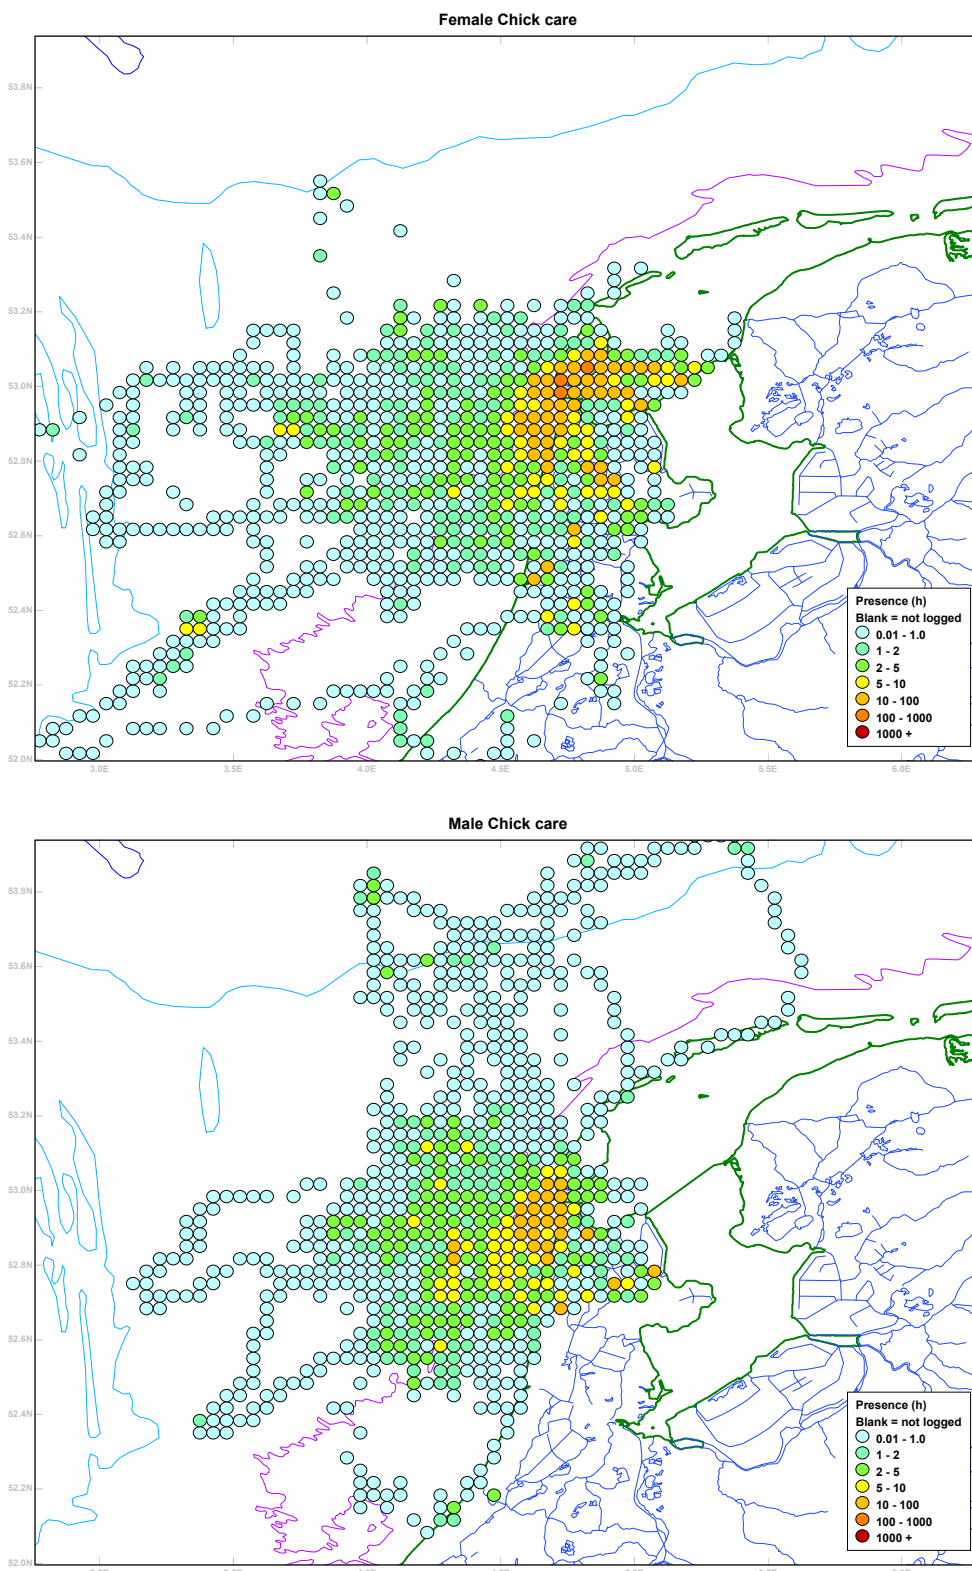 Female Chick care
53.8N
53.6N
53.4N
53.2N
53.0N
52.8N
52.6N
52.4N
52.2N
52.0N
3.0E 3.5E 4.0E 4.5E 5.0E 5.5E 6.0E
Presence (h)
Blank = not logged
0.01 - 1.0
1 - 2
2 - 5
5 - 10
10 - 100
100 - 1000
1000 +
Male Chick care
53.8N
53.6N
53.4N
53.2N
53.0N
52.8N
52.6N
52.4N
52.2N
52.0N
Presence (h)
Blank = not logged
0.01 - 1.0
1 - 2
2 - 5
5 - 10
10 - 100
100 - 1000
1000 +